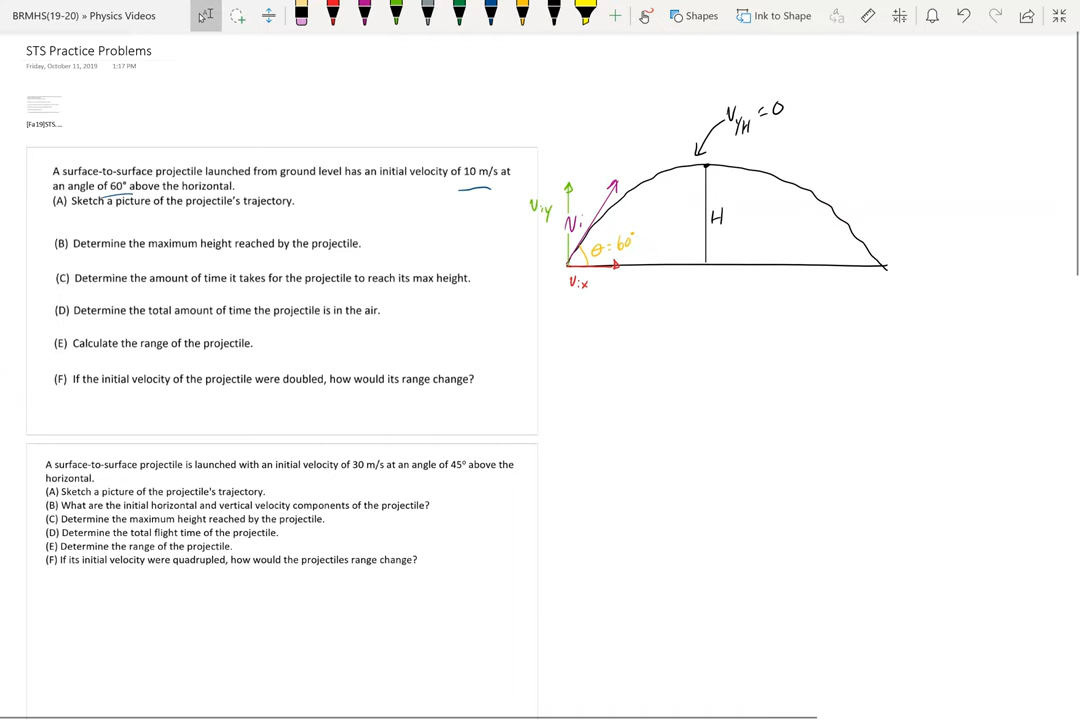 BRMHS(19-20) » Physics Videos
Shapes
Ink to Shape
STS Practice Problems
Friday, October 11, 2019 1:17 PM
[Fa19]STS....
A surface-to-surface projectile launched from ground level has an initial velocity of 10 m/s at
an angle of 60° above the horizontal.
(A) Sketch a picture of the projectile's trajectory.
(B) Determine the maximum height reached by the projectile.
(C) Determine the amount of time it takes for the projectile to reach its max height.
(D) Determine the total amount of time the projectile is in the air.
(E) Calculate the range of the projectile.
(F) If the initial velocity of the projectile were doubled, how would its range change?
VyH = 0
Viy
Vi
H
θ = 60°
Vix
A surface-to-surface projectile is launched with an initial velocity of 30 m/s at an angle of 45° above the
horizontal.
(A) Sketch a picture of the projectile's trajectory.
(B) What are the initial horizontal and vertical velocity components of the projectile?
(C) Determine the maximum height reached by the projectile.
(D) Determine the total flight time of the projectile.
(E) Determine the range of the projectile.
(F) If its initial velocity were quadrupled, how would the projectiles range change?